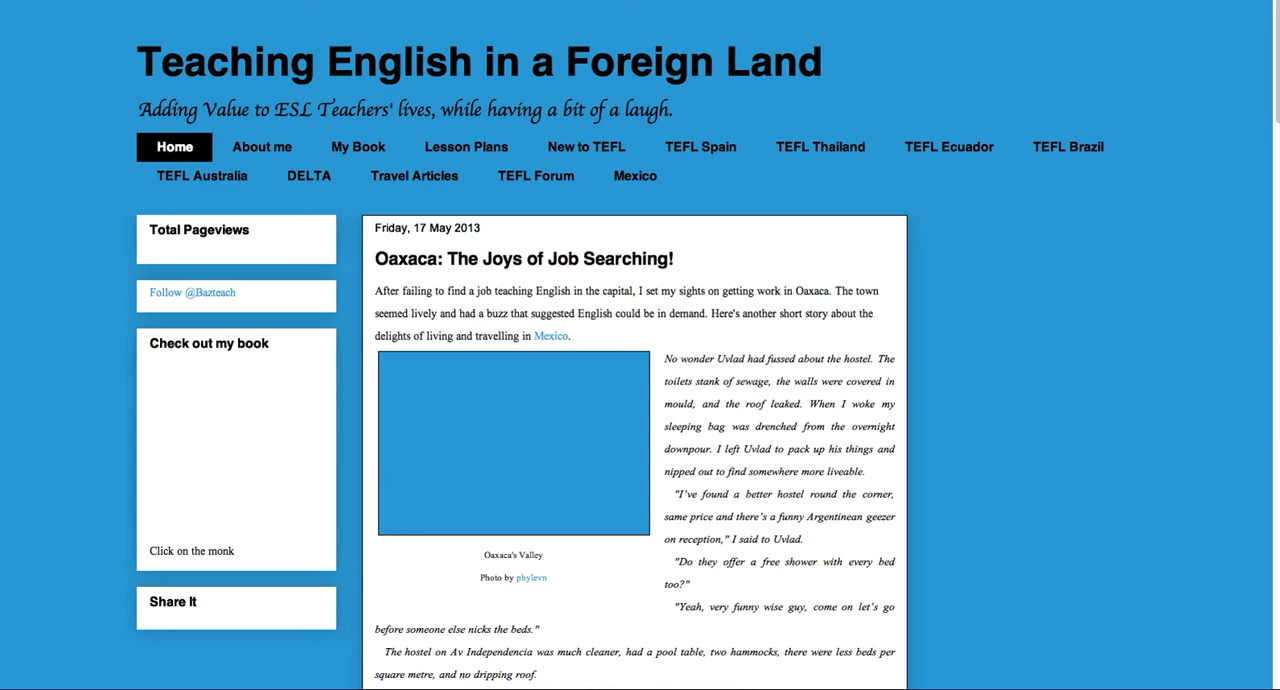 Teaching English in a Foreign Land
Adding Value to ESL Teachers' lives, while having a bit of a laugh.
Home About me My Book Lesson Plans New to TEFL TEFL Spain TEFL Thailand TEFL Ecuador TEFL Brazil
TEFL Australia DELTA Travel Articles TEFL Forum Mexico
Total Pageviews
Follow @Bazteach
Check out my book
Click on the monk
Share It
Friday, 17 May 2013
Oaxaca: The Joys of Job Searching!
After failing to find a job teaching English in the capital, I set my sights on getting work in Oaxaca. The town
seemed lively and had a buzz that suggested English could be in demand. Here's another short story about the
delights of living and travelling in Mexico.
Oaxaca's Valley
Photo by phylevn
No wonder Uvlad had fussed about the hostel. The
toilets stank of sewage, the walls were covered in
mould, and the roof leaked. When I woke my
sleeping bag was drenched from the overnight
downpour. I left Uvlad to pack up his things and
nipped out to find somewhere more liveable.
"I've found a better hostel round the corner,
same price and there's a funny Argentinean geezer
on reception," I said to Uvlad.
"Do they offer a free shower with every bed
too?"
"Yeah, very funny wise guy, come on let's go
before someone else nicks the beds."
The hostel on Av Independencia was much cleaner, had a pool table, two hammocks, there were less beds per
square metre, and no dripping roof.